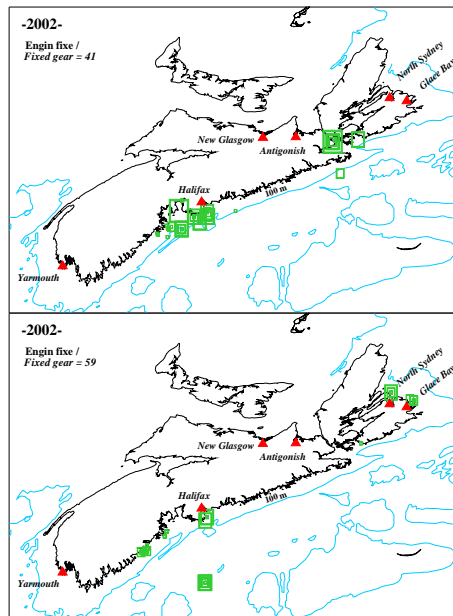 -2002-
Engin fixe /
Fixed gear = 41
North Sydney
Glace Bay
New Glasgow
Antigonish
Halifax
100 m
Yarmouth
-2002-
Engin fixe /
Fixed gear = 59
North Sydney
Glace Bay
New Glasgow
Antigonish
Halifax
100 m
Yarmouth